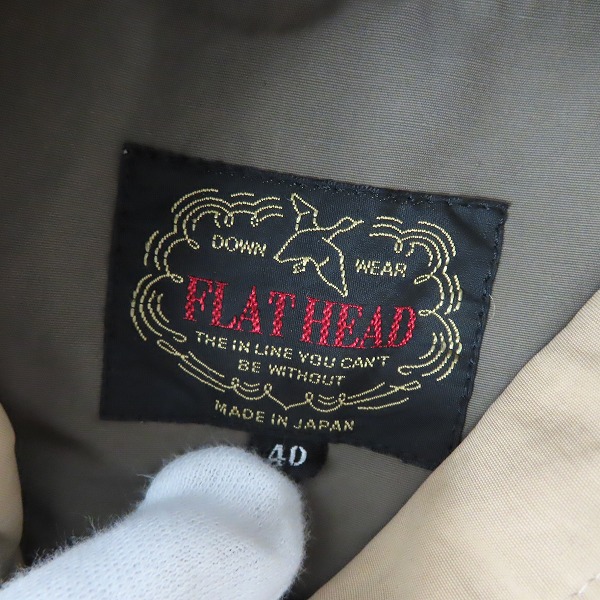 DOWN WEAR
FLAT HEAD
THE IN LINE YOU CAN'T
BE WITHOUT
MADE IN JAPAN
40